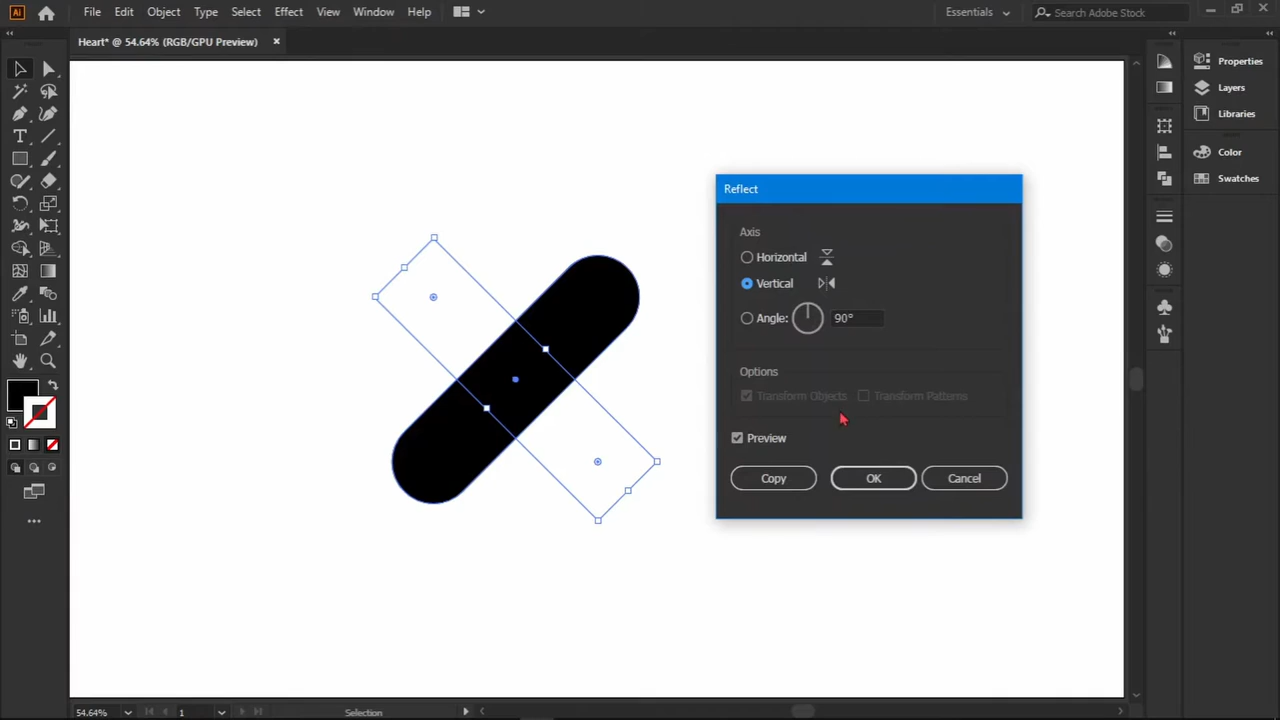 Ai File Edit Object Type Select Effect View Window Help Essentials Search Adobe Stock
Heart* @ 54.64% (RGB/GPU Preview)
Properties
Layers
Libraries
Color
Swatches
Reflect
Axis
Horizontal
Vertical
Angle: 90°
Options
Transform Objects Transform Patterns
Preview
Copy OK Cancel
54.64% 1 Selection